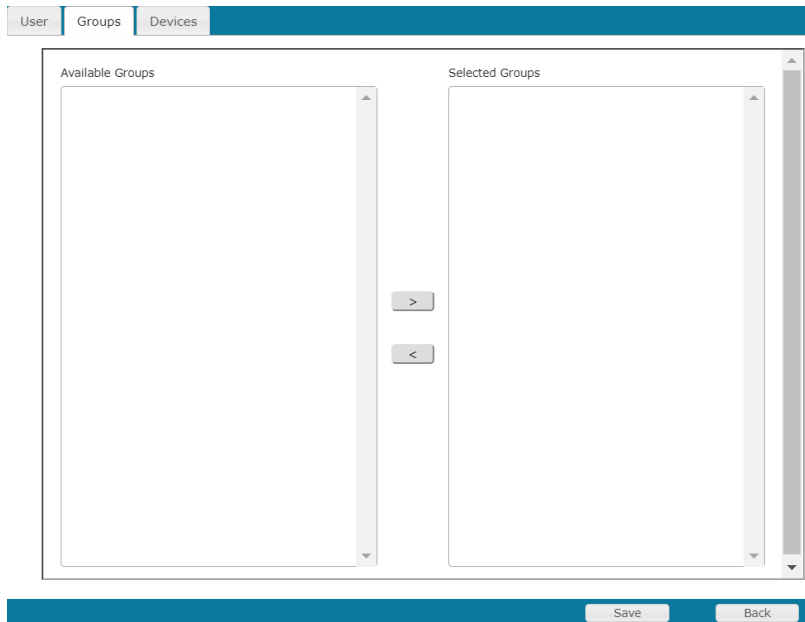 User Groups Devices
Available Groups Selected Groups
>
<
Save Back